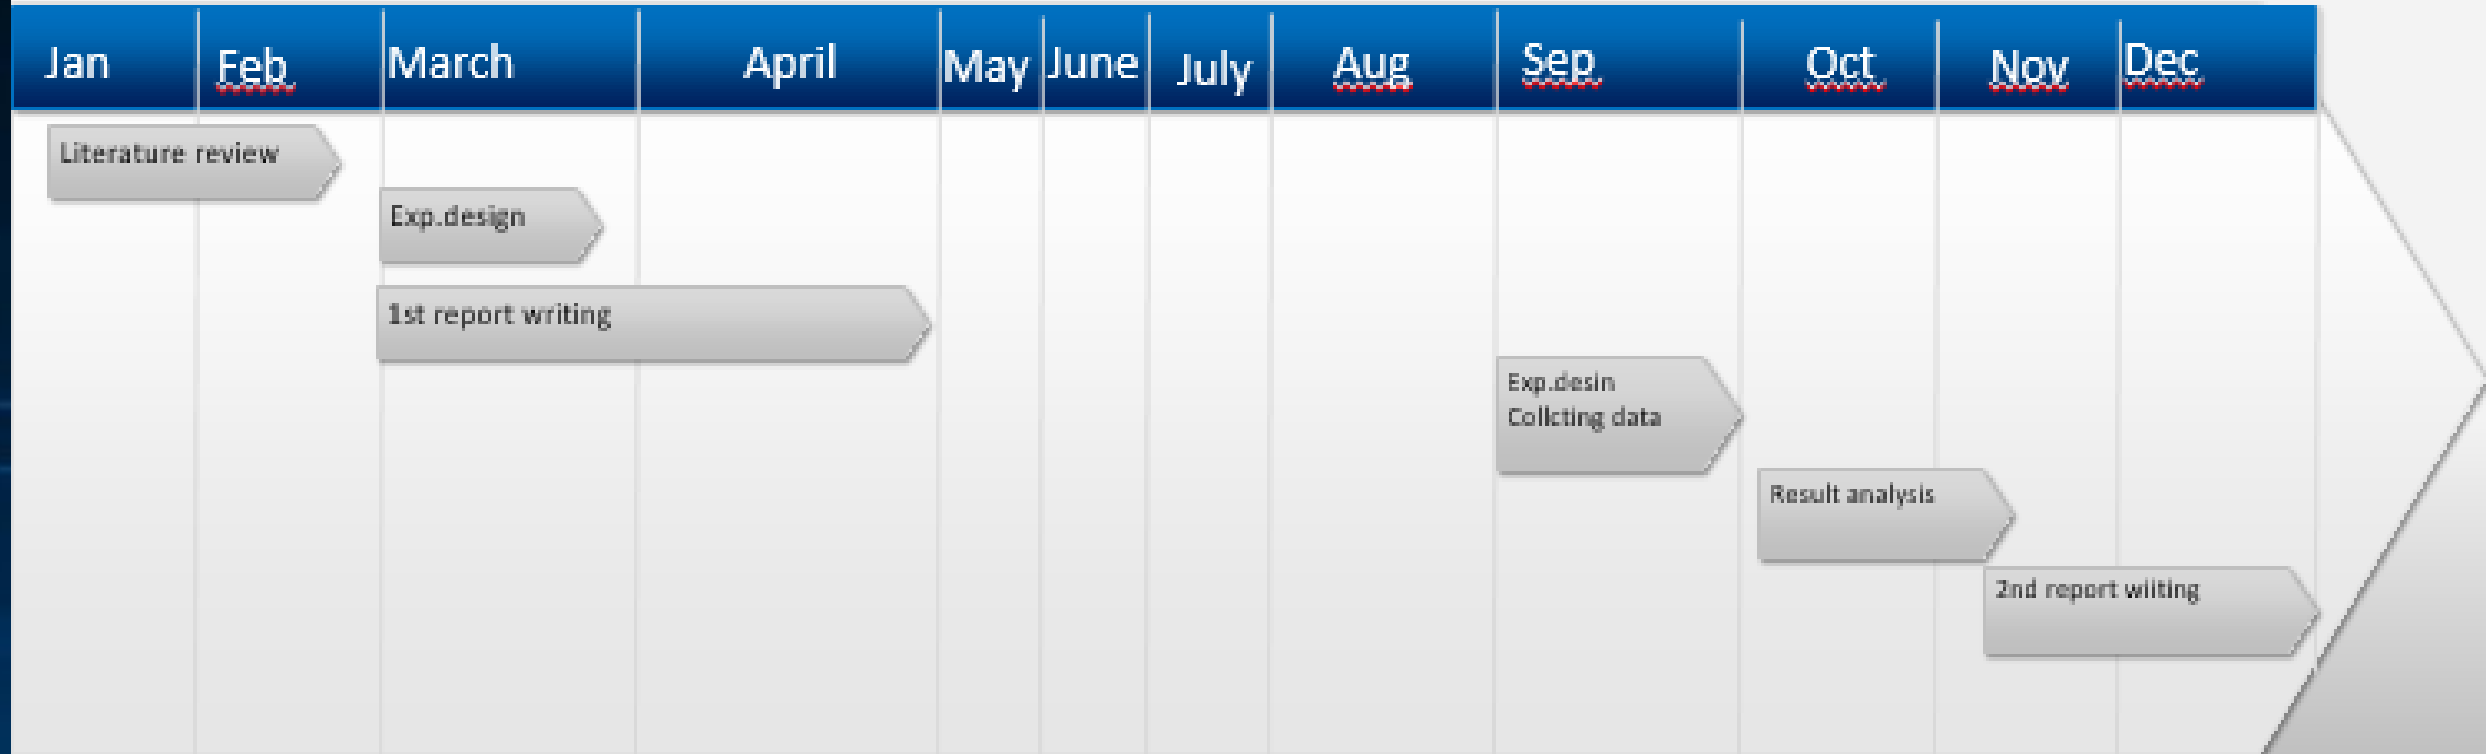 Jan Feb March April May June July Aug Sep Oct Nov Dec
Literature review
Exp.design
1st report writing
Exp.desin
Collcting data
Result analysis
2nd report wiiting